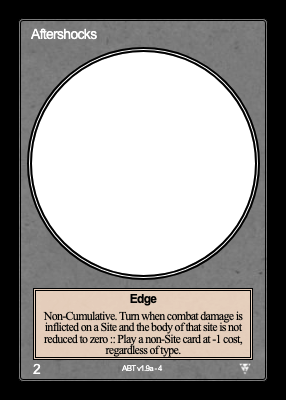 Aftershocks
Edge
Non-Cumulative. Turn when combat damage is
inflicted on a Site and the body of that site is not
reduced to zero :: Play a non-Site card at -1 cost,
regardless of type.
2
ABT v1.9a - 4